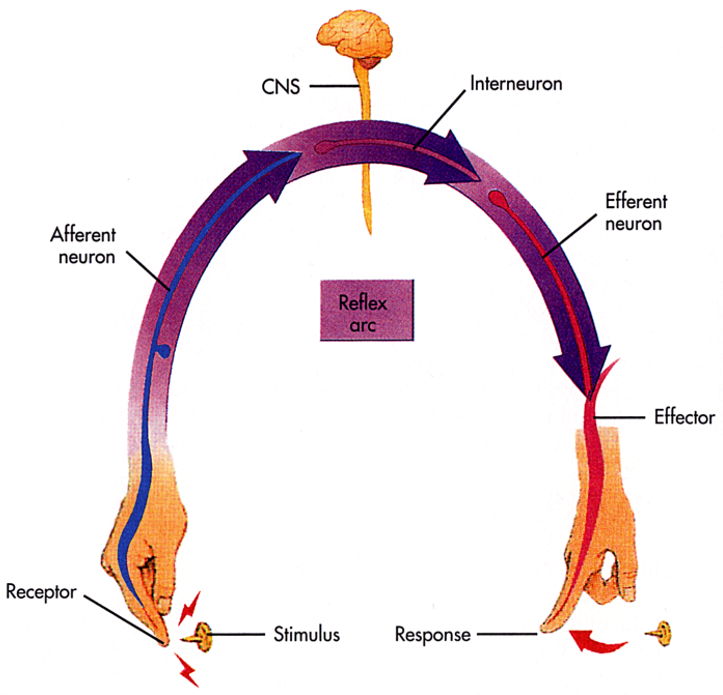 CNS
Interneuron
Afferent
neuron
Efferent
neuron
Reflex
arc
Effector
Receptor
Stimulus
Response